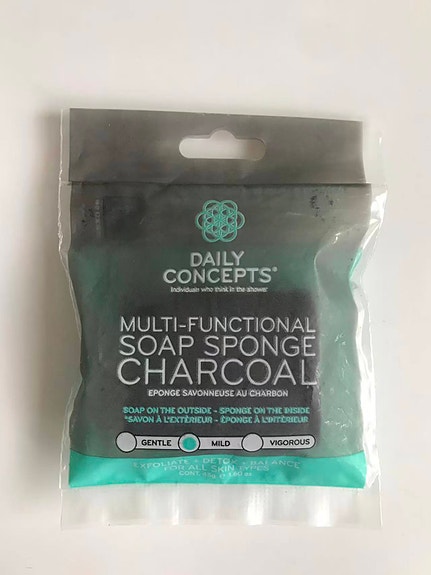 DAILY
CONCEPTS®
Individuals who think in the shower
MULTI-FUNCTIONAL
SOAP SPONGE
CHARCOAL
EPONGE SAVONNEUSE AU CHARBON
SOAP ON THE OUTSIDE - SPONGE ON THE INSIDE
*SAVON À L'EXTÉRIEUR - ÉPONGE À L'INTÉRIEUR
GENTLE MILD VIGOROUS
EXFOLIATE • DETOX • BALANCE
FOR ALL SKIN TYPES
CONT. oz